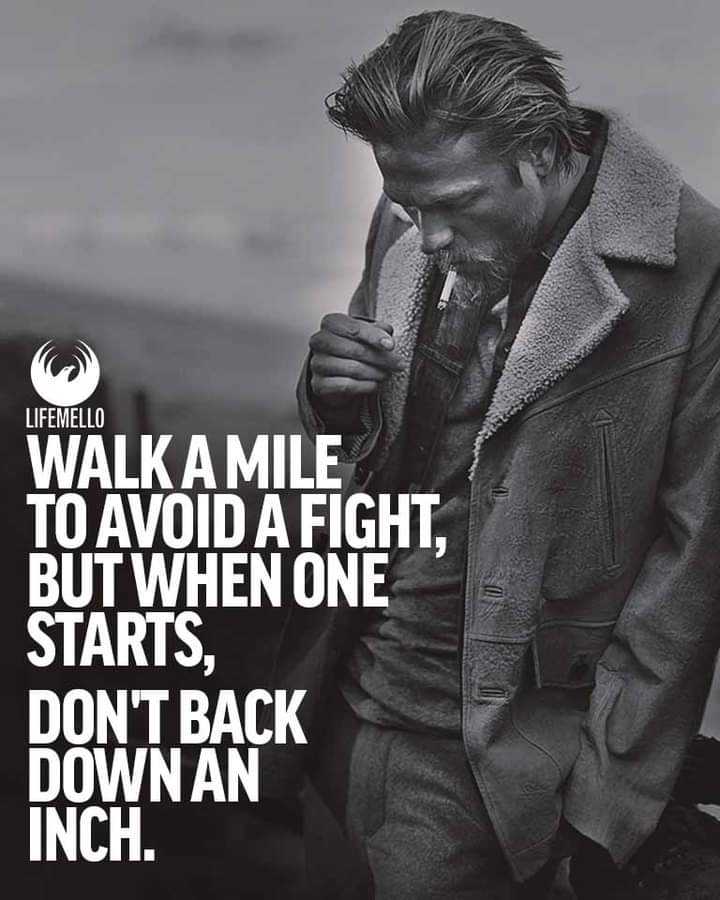 LIFEMELLO
WALK A MILE
TO AVOID A FIGHT,
BUT WHEN ONE
STARTS,
DON'T BACK
DOWN AN
INCH.